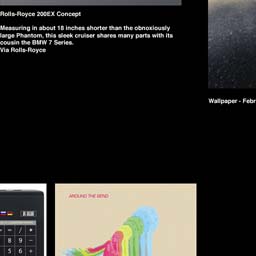 Rolls-Royce 200EX Concept
Measuring in about 18 inches shorter than the obnoxiously
large Phantom, this sleek cruiser shares many parts with its
cousin the BMW 7 Series.
Via Rolls-Royce
Wallpaper - Febr
AROUND THE BEND
÷ - / •
8 9 -
5 6 +